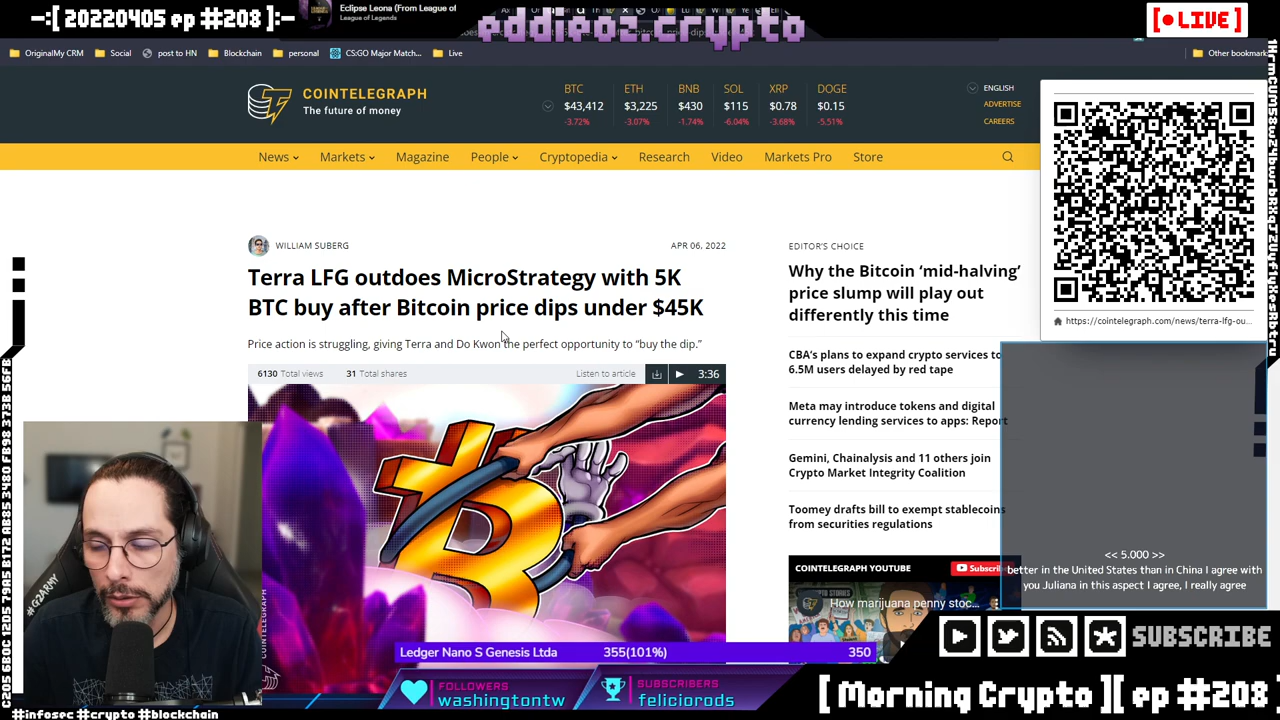 -:[ 20220405 ep #208 ]:-
Eclipse Leona (From League of
League of Legends
eddieoz.crypto
[• LIVE]
OriginalMy CRM
Social
post to HN
Blockchain
personal
CS:GO Major Match...
Live
Other bookmark
COINTELEGRAPH
The future of money
BTC ETH BNB SOL XRP DOGE
$43,412 $3,225 $430 $115 $0.78 $0.15
-3.72% -3.07% -1.74% -6.04% -3.68% -5.51%
ENGLISH
ADVERTISE
CAREERS
News Markets Magazine People Cryptopedia Research Video Markets Pro Store
WILLIAM SUBERG
APR 06, 2022
Terra LFG outdoes MicroStrategy with 5K
BTC buy after Bitcoin price dips under $45K
Price action is struggling, giving Terra and Do Kwon the perfect opportunity to “buy the dip.”
6130 Total views 31 Total shares Listen to article 3:36
COINTELEGRAPH
EDITOR'S CHOICE
Why the Bitcoin ‘mid-halving’
price slump will play out
differently this time
CBA's plans to expand crypto services to
6.5M users delayed by red tape
Meta may introduce tokens and digital
currency lending services to apps: Report
Gemini, Chainalysis and 11 others join
Crypto Market Integrity Coalition
Toomey drafts bill to exempt stablecoins
from securities regulations
COINTELEGRAPH YOUTUBE
Subscrib
How marijuana penny stoc...
https://cointelegraph.com/news/terra-lfg-ou...
<< 5.000 >>
better in the United States than in China I agree with
you Juliana in this aspect I agree, I really agree
#G2ARMY
Ledger Nano S Genesis Ltda 355(101%) 350
FOLLOWERS
washingtontw
SUBSCRIBERS
feliciorods
SUBSCRIBE
[ Morning Crypto ][ ep #208
#infosec #crypto #blockchain